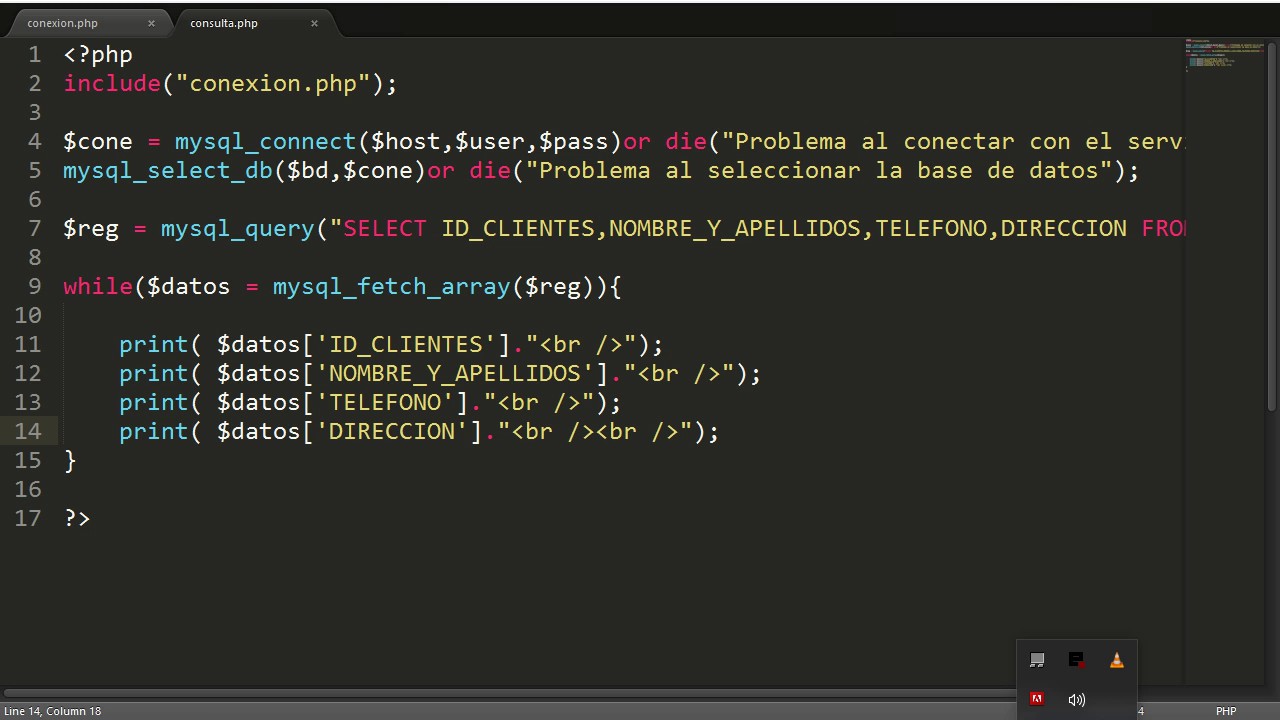 conexion.php × consulta.php ×
1 <?php
2 include("conexion.php");
3
4 $cone = mysql_connect($host,$user,$pass)or die("Problema al conectar con el serv
5 mysql_select_db($bd,$cone)or die("Problema al seleccionar la base de datos");
6
7 $reg = mysql_query("SELECT ID_CLIENTES,NOMBRE_Y_APELLIDOS,TELEFONO,DIRECCION FRO
8
9 while($datos = mysql_fetch_array($reg)){
10
11 print( $datos['ID_CLIENTES']."<br />");
12 print( $datos['NOMBRE_Y_APELLIDOS']."<br />");
13 print( $datos['TELEFONO']."<br />");
14 print( $datos['DIRECCION']."<br /><br />");
15 }
16
17 ?>
Line 14, Column 18 4 PHP